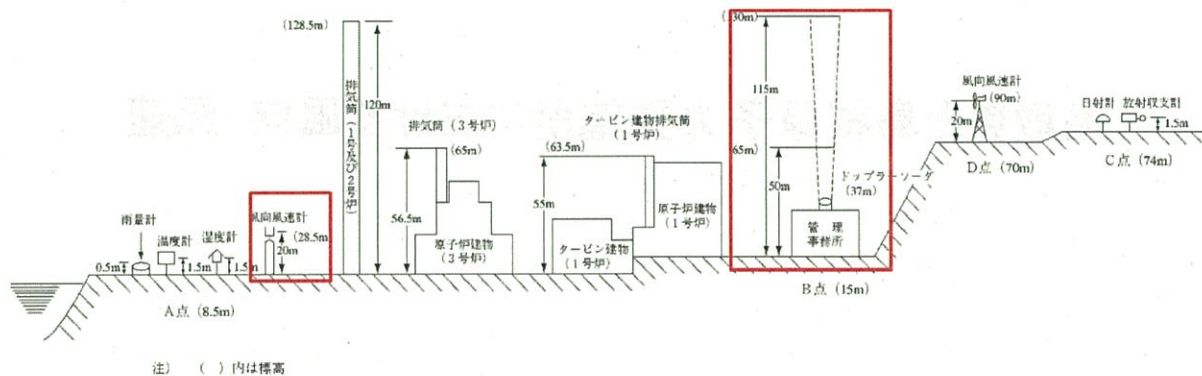 (128.5m)
120m
排気筒(1号及び2号炉)
排気筒(3号炉)
(65m)
56.5m
原子炉建物
(3号炉)
タービン建物排気筒
(1号炉)
(63.5m)
55m
原子炉建物
(1号炉)
タービン建物
(1号炉)
(130m)
115m
65m)
50m
ドップラーソーダ
(37m)
管理
事務所
B点(15m)
風向風速計
(90m)
20m
D点(70m)
日射計 放射収支計
1.5m
C点(74m)
雨量計
温度計
湿度計
0.5m
1.5m
1.5m
風向風速計
(28.5m)
20m
A点(8.5m)
注) ( )内は標高